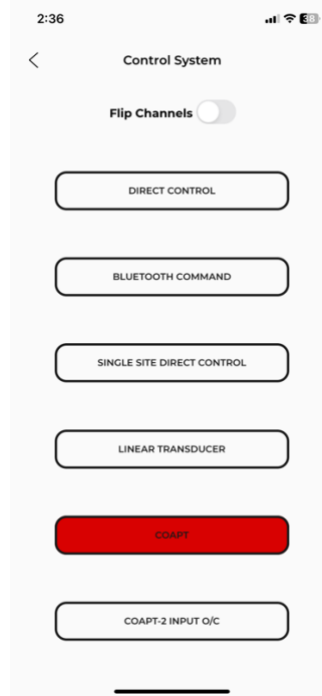 2:36
38
Control System
Flip Channels
DIRECT CONTROL
BLUETOOTH COMMAND
SINGLE SITE DIRECT CONTROL
LINEAR TRANSDUCER
COAPT
COAPT-2 INPUT O/C